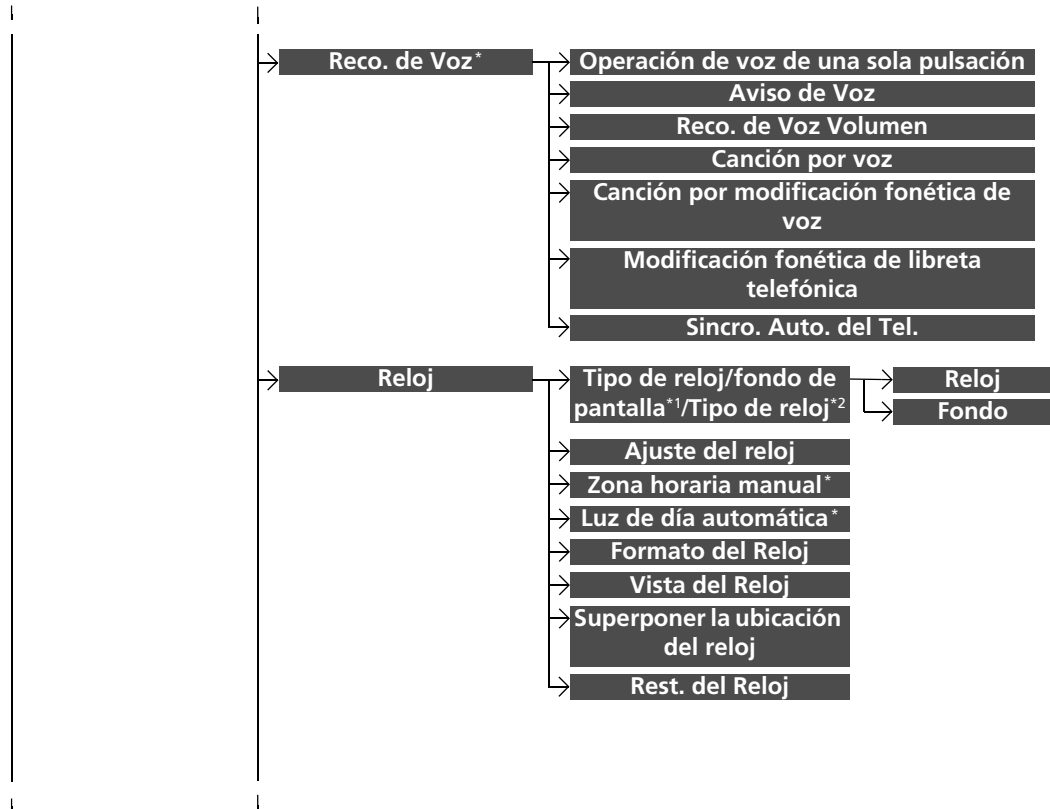 Reco. de Voz*
Operación de voz de una sola pulsación
Aviso de Voz
Reco. de Voz Volumen
Canción por voz
Canción por modificación fonética de
voz
Modificación fonética de libreta
telefónica
Sincro. Auto. del Tel.
Reloj
Tipo de reloj/fondo de
pantalla*1/Tipo de reloj*2
Reloj
Fondo
Ajuste del reloj
Zona horaria manual*
Luz de día automática*
Formato del Reloj
Vista del Reloj
Superponer la ubicación
del reloj
Rest. del Reloj